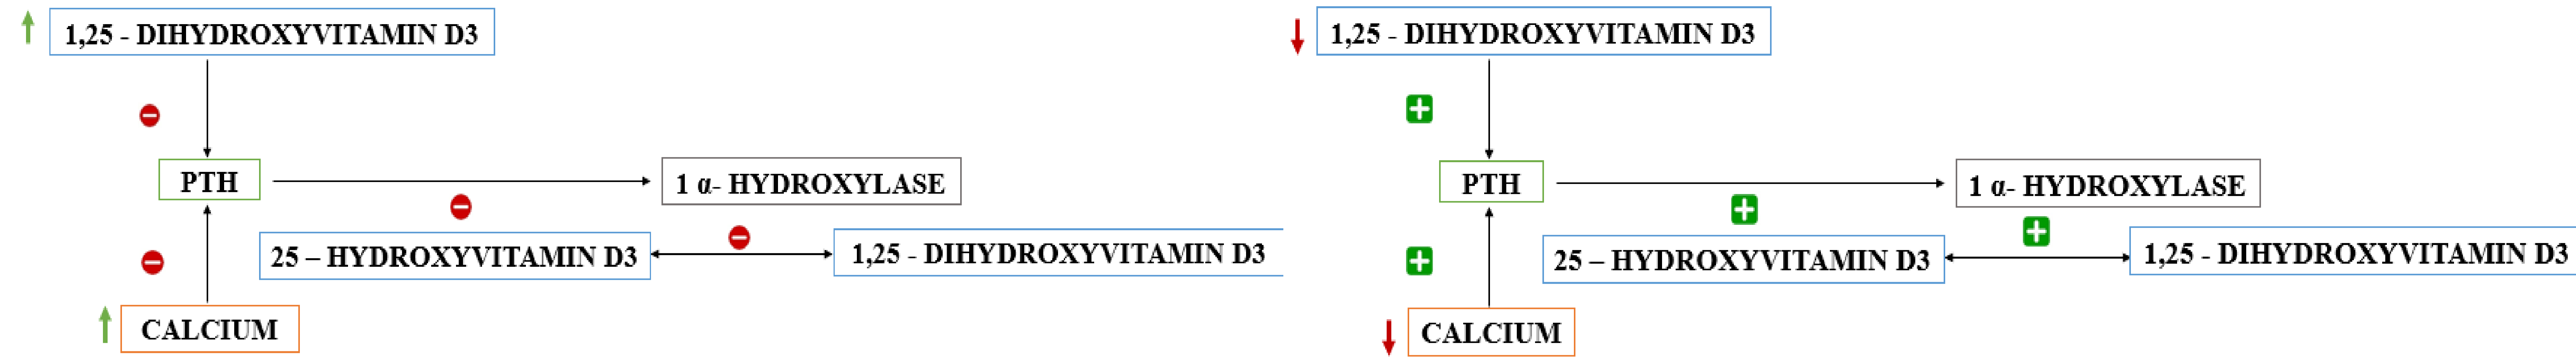 1,25 - DIHYDROXYVITAMIN D3
PTH
1 α- HYDROXYLASE
25 – HYDROXYVITAMIN D3
1,25 - DIHYDROXYVITAMIN D3
CALCIUM
1,25 - DIHYDROXYVITAMIN D3
PTH
1 α- HYDROXYLASE
25 – HYDROXYVITAMIN D3
1,25 - DIHYDROXYVITAMIN D3
CALCIUM